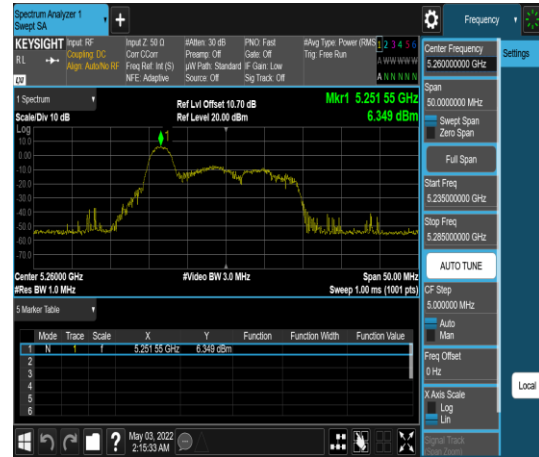 Spectrum Analyzer 1
Swept SA
+
Frequency
KEYSIGHT
RL
Input: RF
Coupling: DC
Align: Auto/No RF
Input Z: 50 Ω
Corr CCorr
Freq Ref: Int (S)
NFE: Adaptive
#Atten: 30 dB
Preamp: Off
µW Path: Standard
Source: Off
PNO: Fast
Gate: Off
IF Gain: Low
Sig Track: Off
#Avg Type: Power (RMS)
Trig: Free Run
1 2 3 4 5 6
A W W W W W
A N N N N N
1 Spectrum
Scale/Div 10 dB
Ref Lvl Offset 10.70 dB
Ref Level 20.00 dBm
Mkr1 5.251 55 GHz
6.349 dBm
Log
10.0
0.00
-10.0
-20.0
-30.0
-40.0
-50.0
-60.0
-70.0
1
Center 5.26000 GHz
#Res BW 1.0 MHz
#Video BW 3.0 MHz
Span 50.00 MHz
Sweep 1.00 ms (1001 pts)
5 Marker Table
Mode Trace Scale X Y Function Function Width Function Value
1 N 1 f 5.251 55 GHz 6.349 dBm
2
3
4
5
6
May 03, 2022
2:15:33 AM
?
Center Frequency
5.260000000 GHz
Span
50.0000000 MHz
Swept Span
Zero Span
Full Span
Start Freq
5.235000000 GHz
Stop Freq
5.285000000 GHz
AUTO TUNE
CF Step
5.000000 MHz
Auto
Man
Freq Offset
0 Hz
X Axis Scale
Log
Lin
Signal Track
(Span Zoom)
Settings
Local